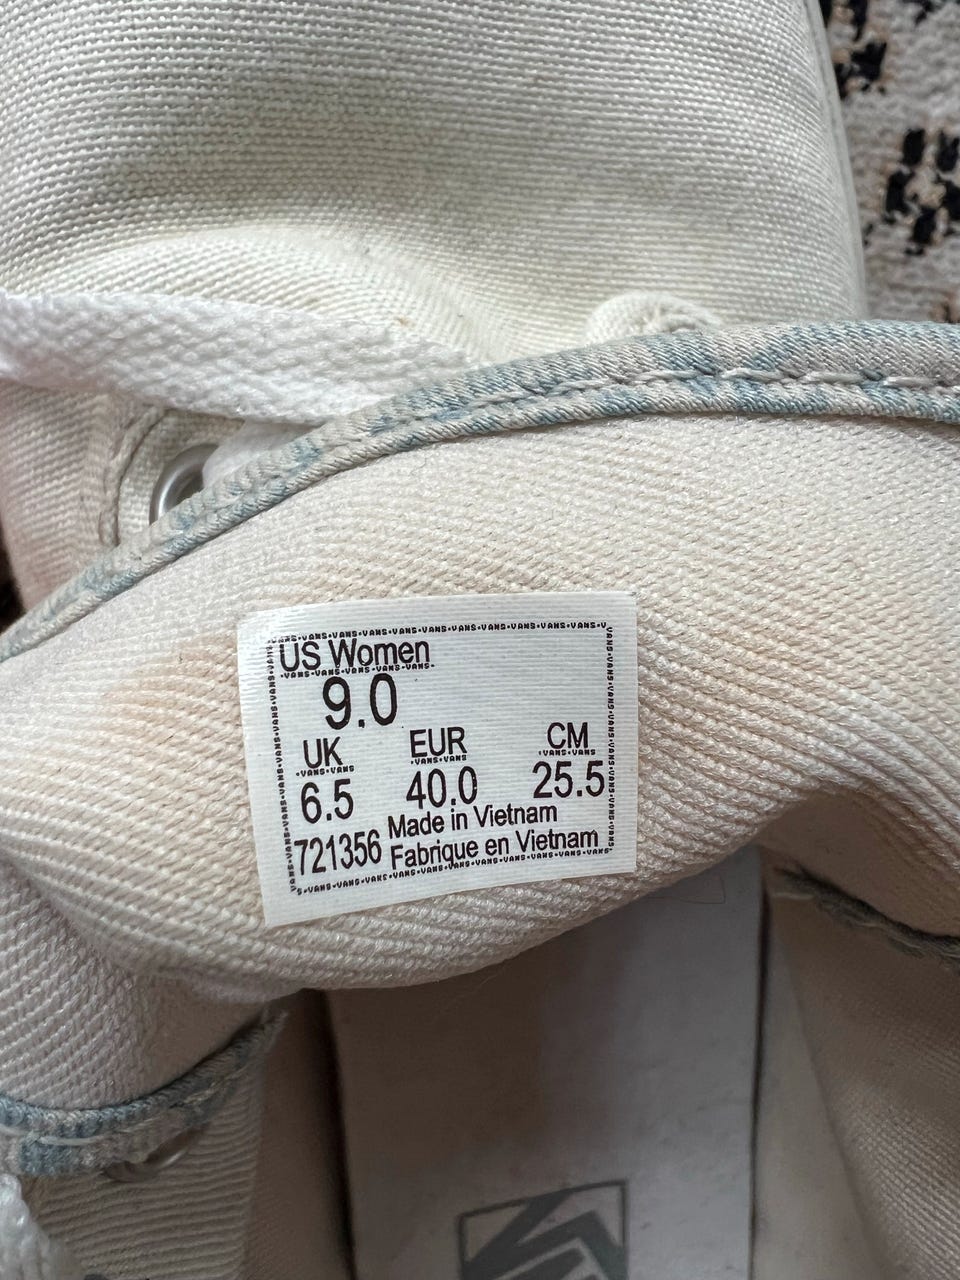 US Women
9.0
UK EUR CM
6.5 40.0 25.5
Made in Vietnam
721356 Fabrique en Vietnam